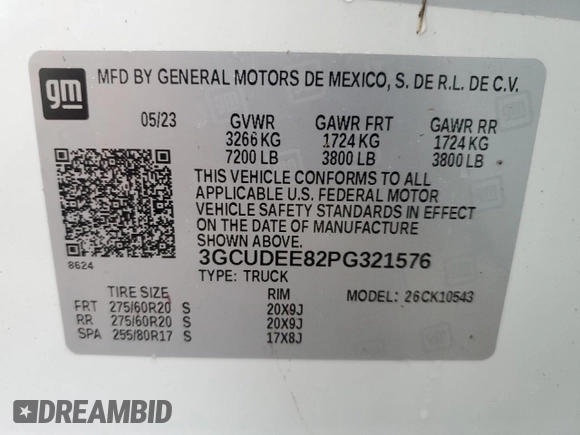 gm
MFD BY GENERAL MOTORS DE MEXICO, S. DE R.L. DE C.V.
05/23 GVWR GAWR FRT GAWR RR
3266 KG 1724 KG 1724 KG
7200 LB 3800 LB 3800 LB
THIS VEHICLE CONFORMS TO ALL
APPLICABLE U.S. FEDERAL MOTOR
VEHICLE SAFETY STANDARDS IN EFFECT
ON THE DATE OF MANUFACTURE
SHOWN ABOVE.
8624 3GCUDEE82PG321576
TYPE: TRUCK
TIRE SIZE RIM MODEL: 26CK10543
FRT 275/60R20 S 20X9J
RR 275/60R20 S 20X9J
SPA 255/80R17 S 17X8J
DREAMBID